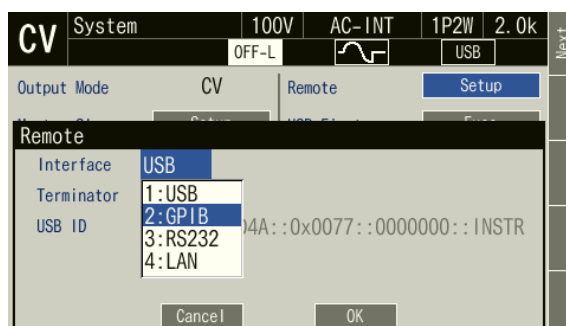 CV System 100V AC-INT 1P2W 2.0k
OFF-L USB
Next
Output Mode CV Remote Setup
Remote
Interface USB
Terminator
1:USB
2:GPIB
USB ID 04A::0x0077::0000000::INSTR
3:RS232
4:LAN
Cancel OK